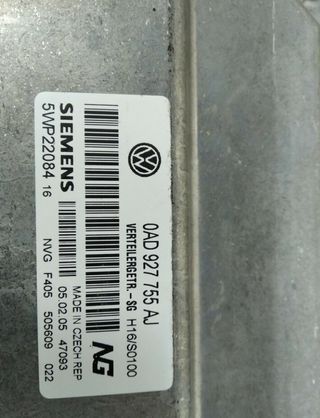 0AD 927 755 AJ
VERTEILERGETR.-SG H16/S0100
NG
SIEMENS
5WP22084 16
MADE IN CZECH REP
05.02.05 47093
NVG F405 505609 022